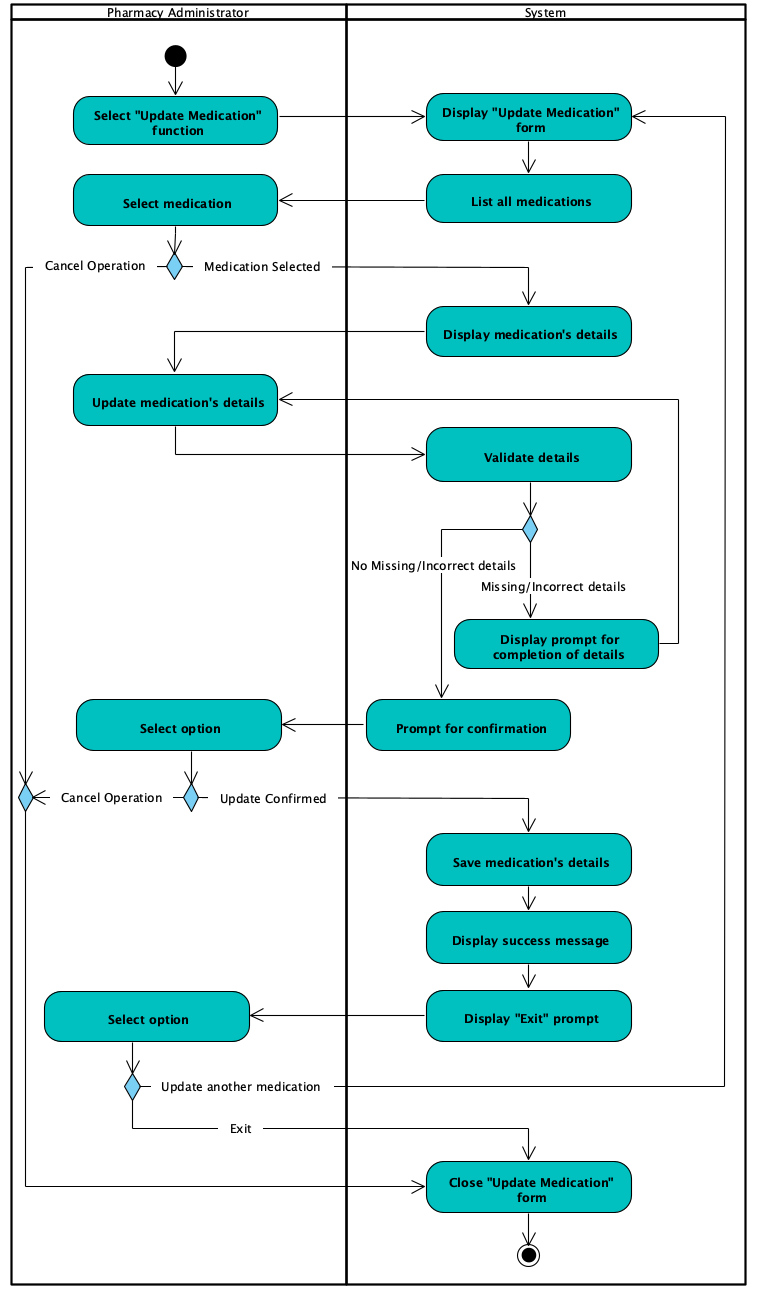 Pharmacy Administrator
System
Select "Update Medication"
function
Display "Update Medication"
form
Select medication
List all medications
Cancel Operation
Medication Selected
Display medication's details
Update medication's details
Validate details
No Missing/Incorrect details
Missing/Incorrect details
Display prompt for
completion of details
Select option
Prompt for confirmation
Cancel Operation
Update Confirmed
Save medication's details
Display success message
Select option
Display "Exit" prompt
Update another medication
Exit
Close "Update Medication"
form